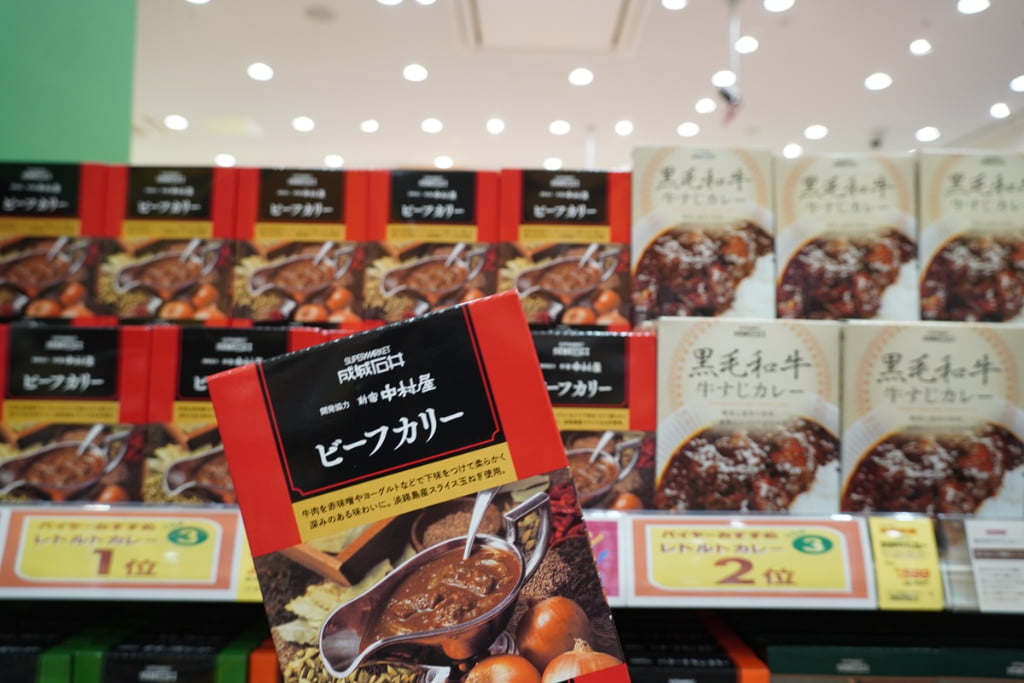 ビーフカリー
ビーフカリー
ビーフカリー
ビーフカリー
ビーフカリー
黒毛和牛
牛すじカレー
黒毛和牛
牛すじカレー
黒毛和牛
牛すじカレー
ビーフカリー
ビーフカリー
ビーフカリー
黒毛和牛
牛すじカレー
黒毛和牛
牛すじカレー
SUPERMARKET
成城石井
開発協力 新宿 中村屋
ビーフカリー
牛肉を赤味噌やヨーグルトなどで下味をつけて柔らかく
深みのある味わいに。淡路島産スライス玉ねぎ使用。
バイヤーおすすめ
レトルトカレー 3
1位
バイヤーおすすめ
レトルトカレー 3
2位